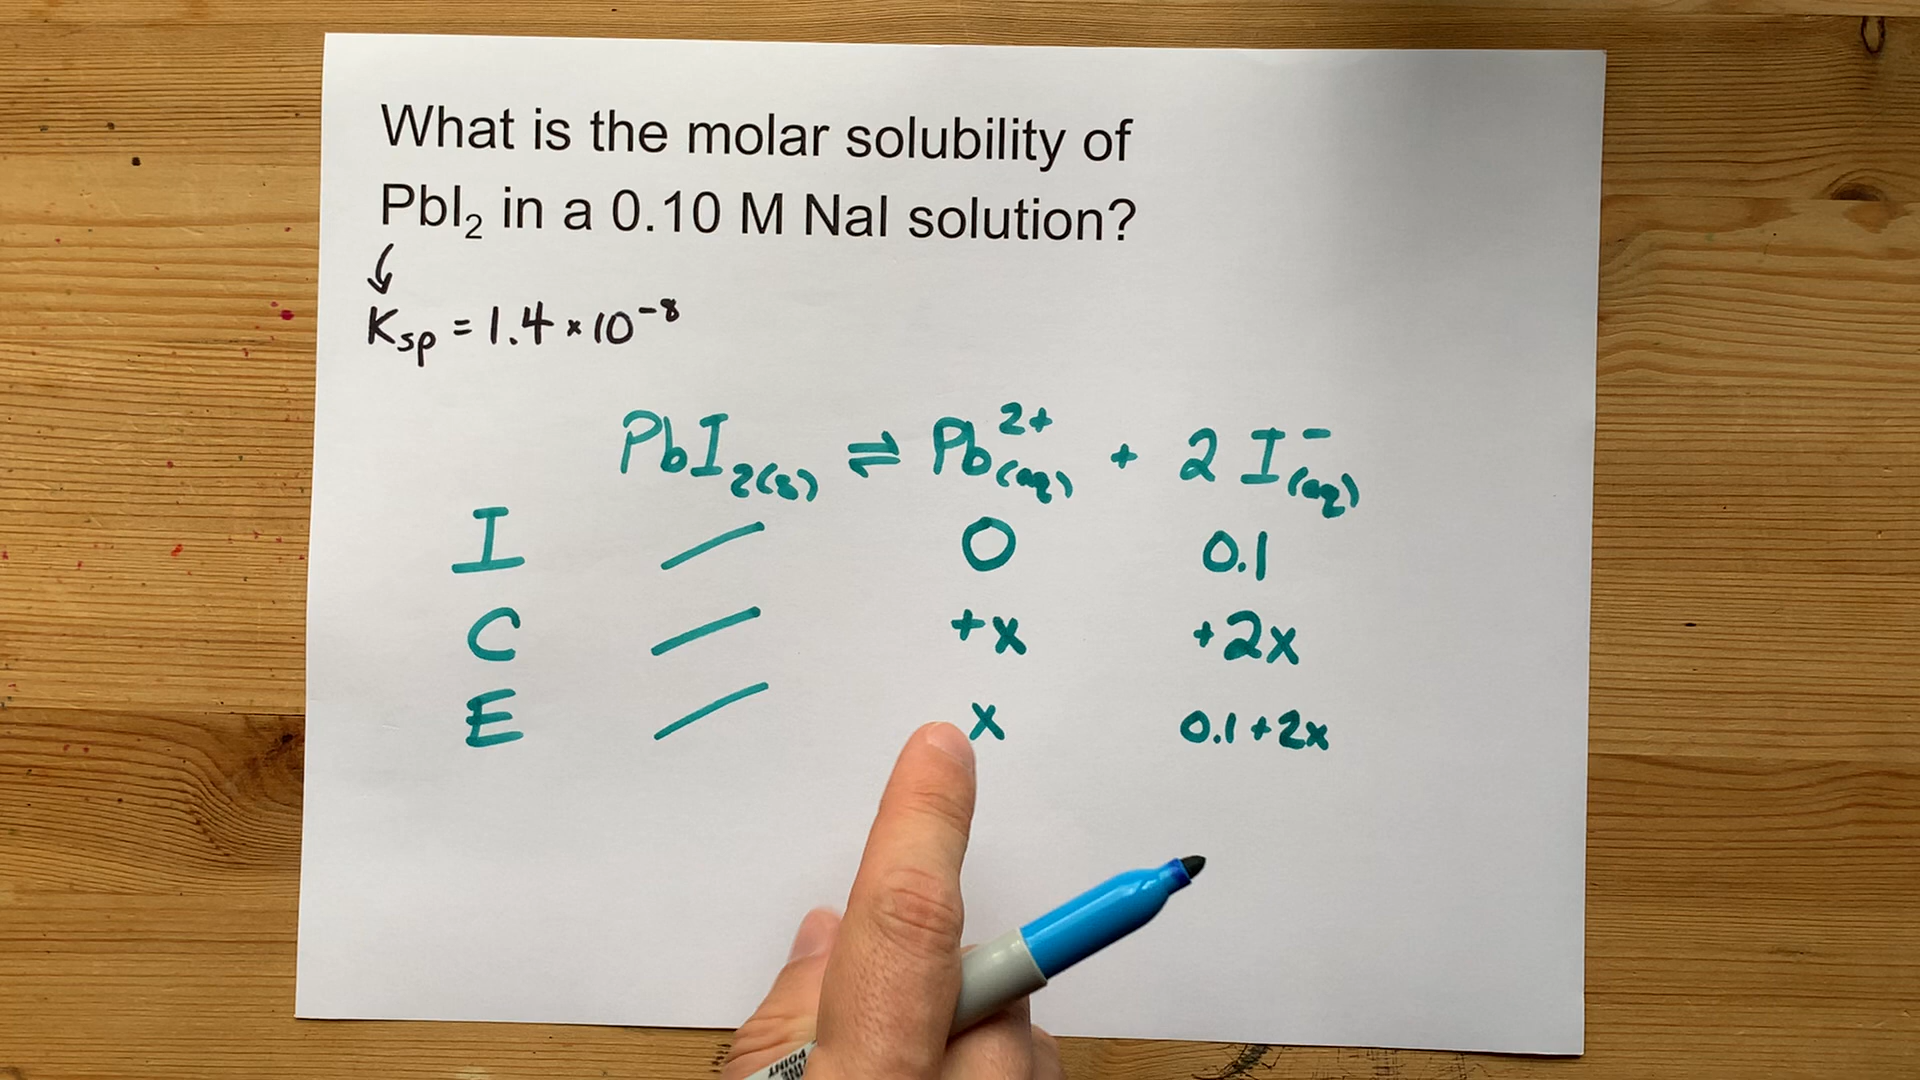 What is the molar solubility of
PbI₂ in a 0.10 M NaI solution?
↙
Ksp = 1.4 × 10⁻⁸
PbI₂(s) ⇌ Pb²⁺(aq) + 2 I⁻(aq)
I — 0 0.1
C — +x +2x
E — x 0.1+2x
POINT